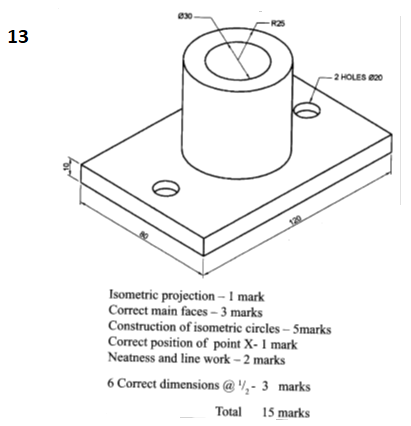 13
Ø30
R25
2 HOLES Ø20
10
80
120
Isometric projection – 1 mark
Correct main faces – 3 marks
Construction of isometric circles – 5marks
Correct position of point X- 1 mark
Neatness and line work – 2 marks
6 Correct dimensions @ ¹/₂ - 3 marks
Total 15 marks